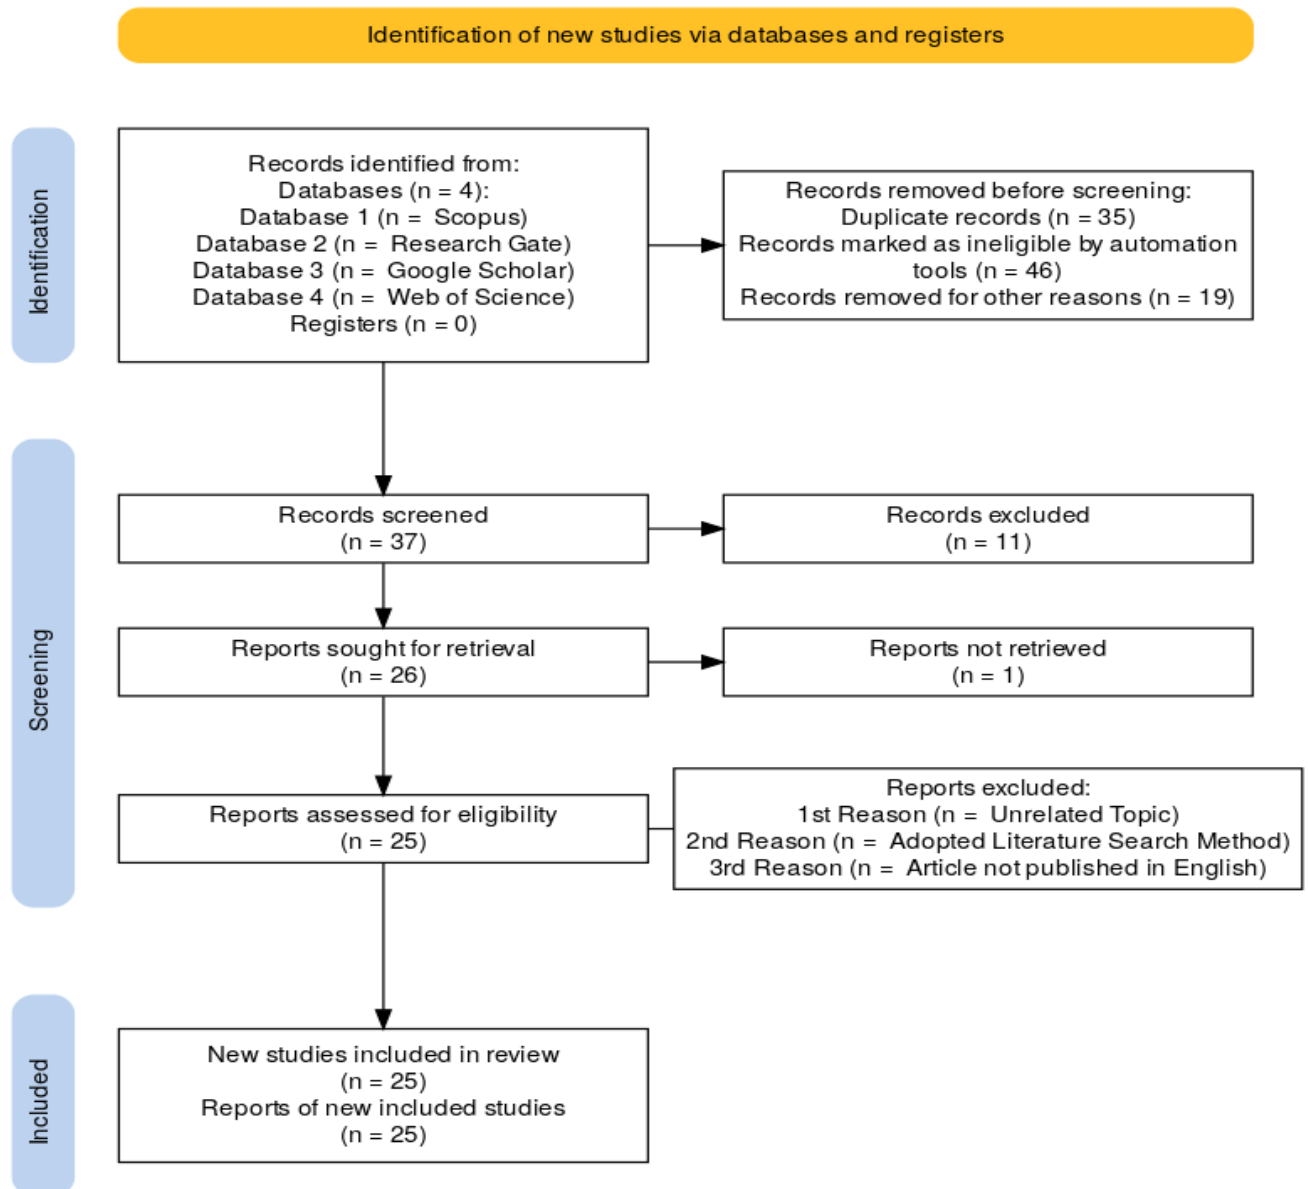 Identification of new studies via databases and registers
Identification
Records identified from:
Databases (n = 4):
Database 1 (n = Scopus)
Database 2 (n = Research Gate)
Database 3 (n = Google Scholar)
Database 4 (n = Web of Science)
Registers (n = 0)
Records removed before screening:
Duplicate records (n = 35)
Records marked as ineligible by automation
tools (n = 46)
Records removed for other reasons (n = 19)
Screening
Records screened
(n = 37)
Records excluded
(n = 11)
Reports sought for retrieval
(n = 26)
Reports not retrieved
(n = 1)
Reports assessed for eligibility
(n = 25)
Reports excluded:
1st Reason (n = Unrelated Topic)
2nd Reason (n = Adopted Literature Search Method)
3rd Reason (n = Article not published in English)
Included
New studies included in review
(n = 25)
Reports of new included studies
(n = 25)